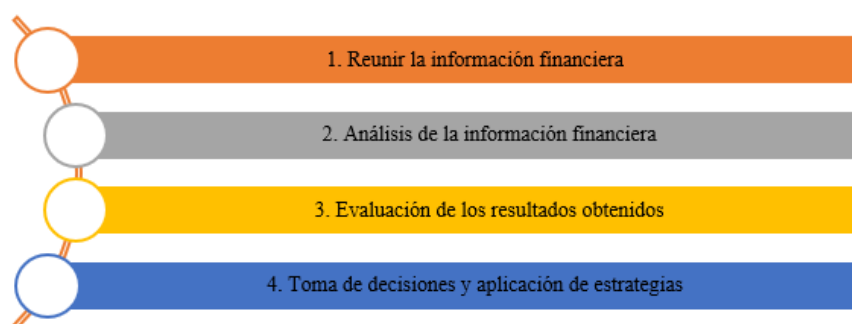 1. Reunir la información financiera
2. Análisis de la información financiera
3. Evaluación de los resultados obtenidos
4. Toma de decisiones y aplicación de estrategias